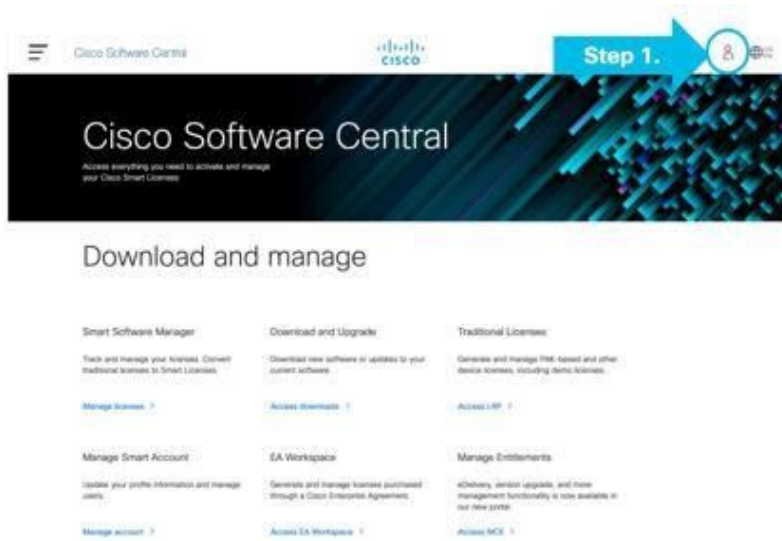 Cisco Software Central
CISCO
Step 1.
Cisco Software Central
Access everything you need to activate and manage
your Cisco Smart Licenses
Download and manage
Smart Software Manager
Track and manage your licenses. Convert
traditional licenses to Smart Licenses.
Manage licenses
Download and Upgrade
Download new software or updates to your
current software.
Access downloads
Traditional Licenses
Generate and manage PAK-based and other
device licenses, including demo licenses.
Access LRP
Manage Smart Account
Update your profile information and manage
users.
Manage account
EA Workspace
Generate and manage licenses purchased
through a Cisco Enterprise Agreement.
Access EA Workspace
Manage Entitlements
eDelivery, version upgrade, and more
management functionality is now available in
our new portal.
Access MCE